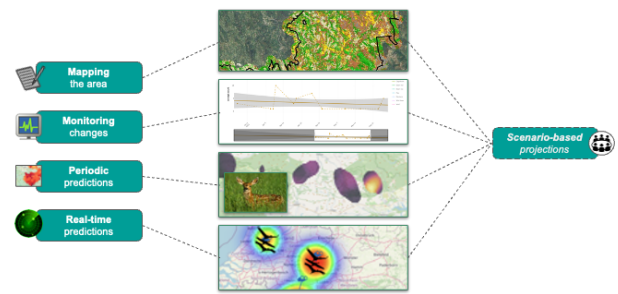 Mapping
the area
Monitoring
changes
Periodic
predictions
Real-time
predictions
Scenario-based
projections